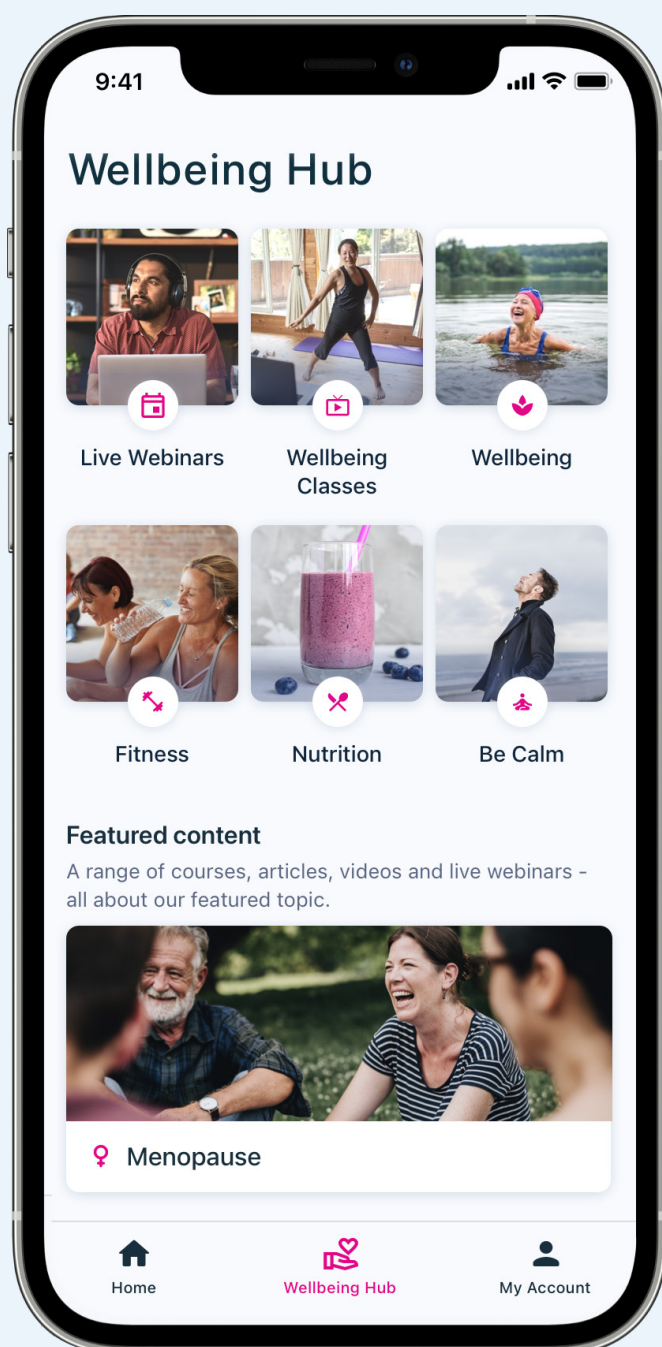 9:41
Wellbeing Hub
Live Webinars
Wellbeing
Classes
Wellbeing
Fitness
Nutrition
Be Calm
Featured content
A range of courses, articles, videos and live webinars -
all about our featured topic.
Menopause
Home
Wellbeing Hub
My Account